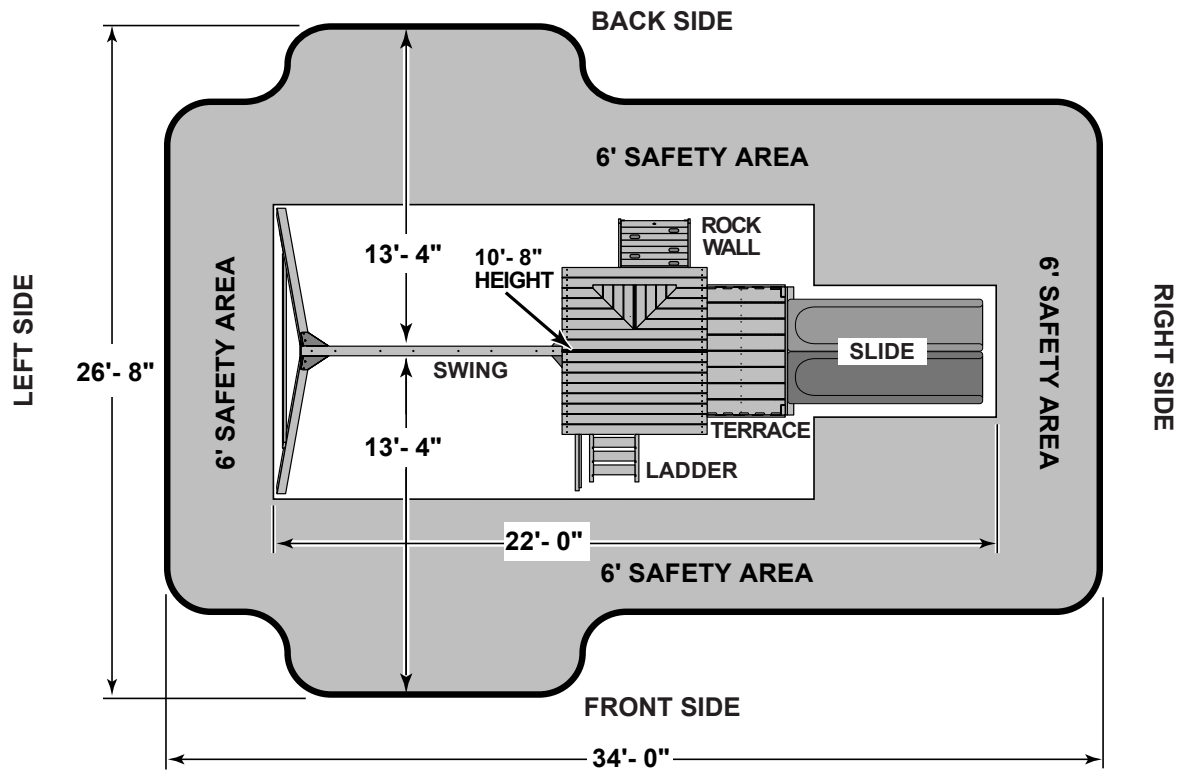 BACK SIDE
6' SAFETY AREA
ROCK
WALL
13'- 4"
10'- 8"
HEIGHT
LEFT SIDE
26'- 8"
6' SAFETY AREA
SWING
SLIDE
6' SAFETY AREA
RIGHT SIDE
TERRACE
13'- 4"
LADDER
22'- 0"
6' SAFETY AREA
FRONT SIDE
34'- 0"